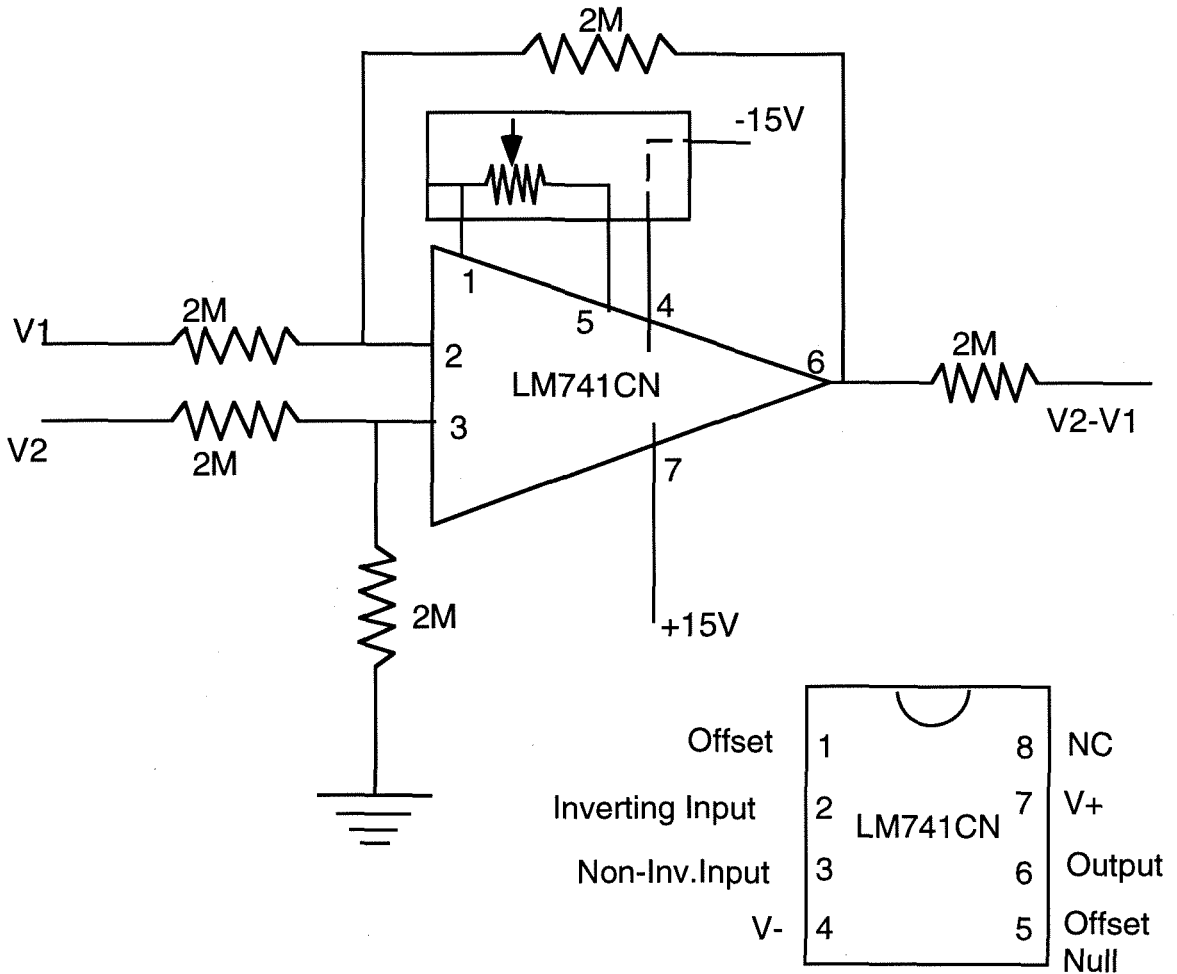 2M
-15V
1
5
4
V1
2M
2
6
2M
LM741CN
V2
2M
3
V2-V1
7
2M
+15V
Offset 1 8 NC
Inverting Input 2 7 V+
LM741CN
Non-Inv.Input 3 6 Output
V- 4 5 Offset
Null